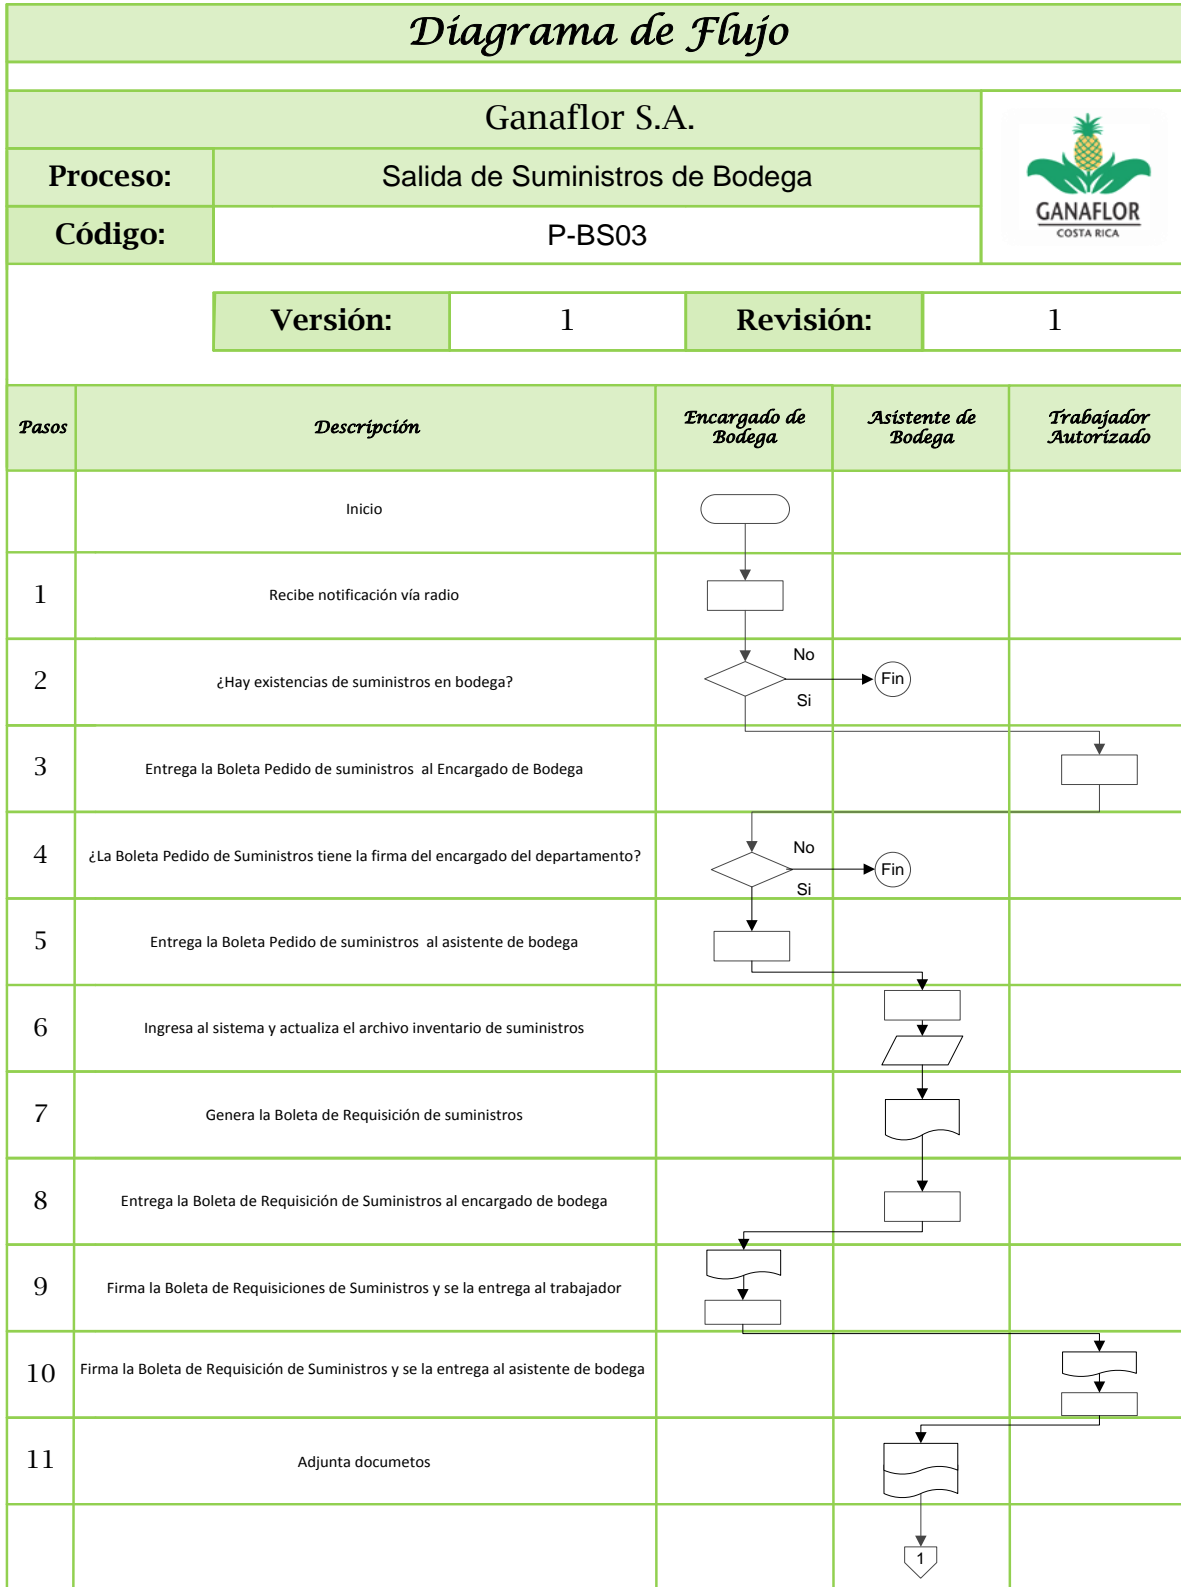 Diagrama de Flujo
Ganaflor S.A.
Proceso:
Salida de Suministros de Bodega
Código:
P-BS03
GANAFLOR
COSTA RICA
Versión:
1
Revisión:
1
Pasos
Descripción
Encargado de
Bodega
Asistente de
Bodega
Trabajador
Autorizado
Inicio
1
Recibe notificación vía radio
2
¿Hay existencias de suministros en bodega?
No
Fin
Si
3
Entrega la Boleta Pedido de suministros al Encargado de Bodega
4
¿La Boleta Pedido de Suministros tiene la firma del encargado del departamento?
No
Fin
Si
5
Entrega la Boleta Pedido de suministros al asistente de bodega
6
Ingresa al sistema y actualiza el archivo inventario de suministros
7
Genera la Boleta de Requisición de suministros
8
Entrega la Boleta de Requisición de Suministros al encargado de bodega
9
Firma la Boleta de Requisiciones de Suministros y se la entrega al trabajador
10
Firma la Boleta de Requisición de Suministros y se la entrega al asistente de bodega
11
Adjunta documetos
1